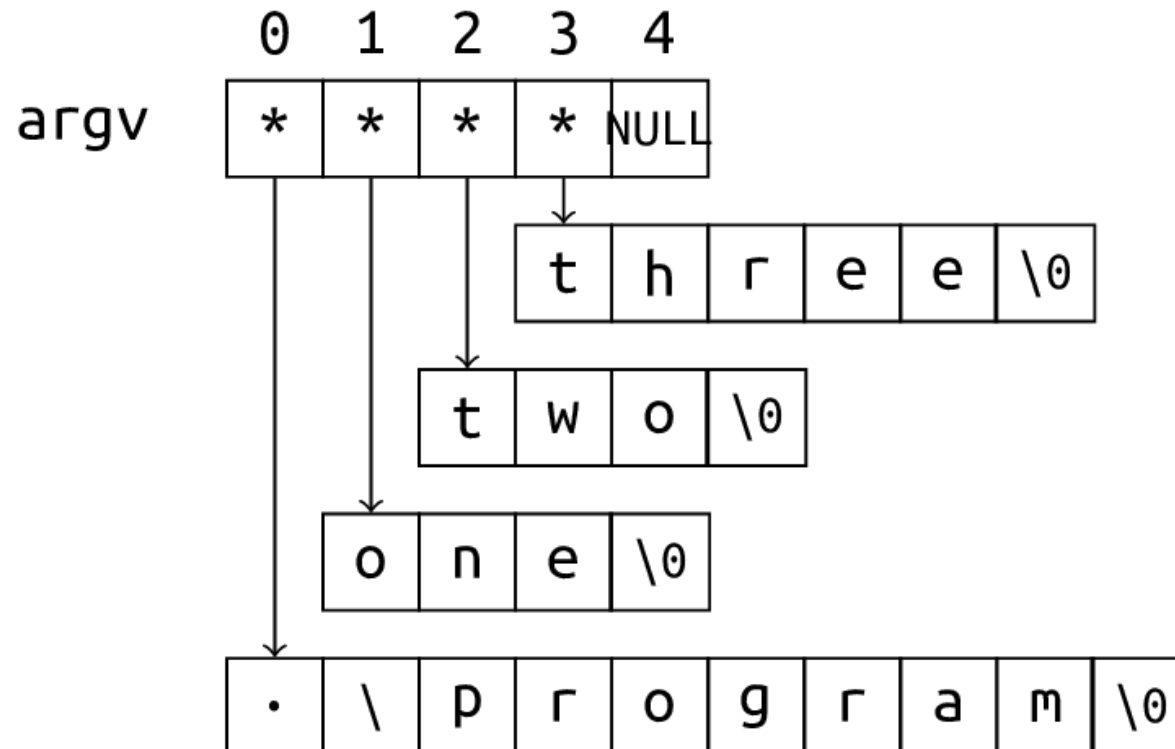 0 1 2 3 4
argv * * * * NULL
t h r e e \0
t w o \0
o n e \0
. \ p r o g r a m \0